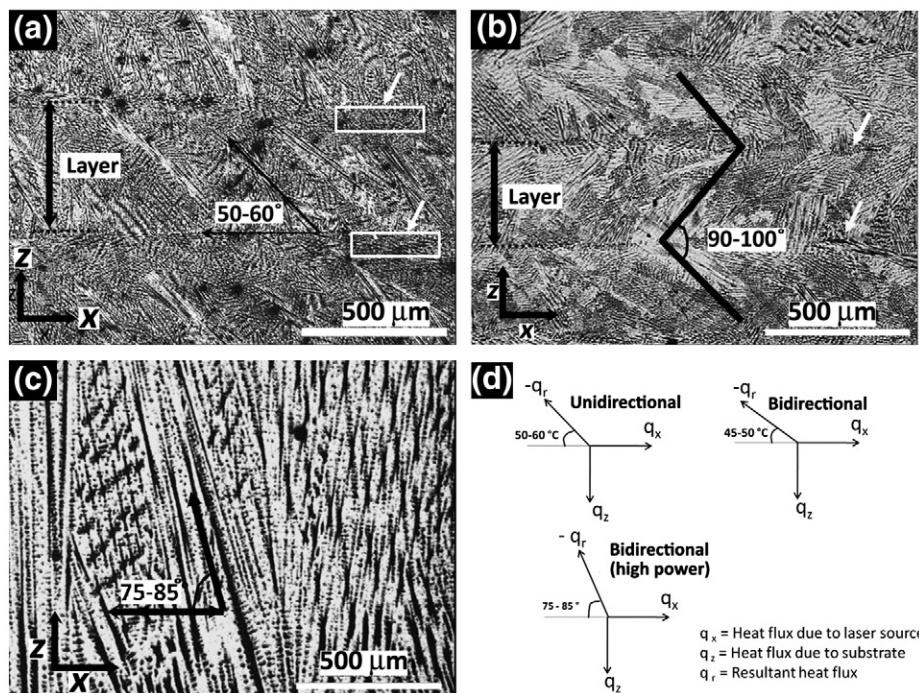 (a)
Layer
50-60°
z
x
500 µm
(b)
Layer
90-100°
z
x
500 µm
(c)
75-85°
z
x
500 µm
(d)
-qr
Unidirectional
50-60 °C
qx
qz
-qr
Bidirectional
45-50 °C
qx
qz
- qr
Bidirectional
(high power)
75 - 85 °
qx
qz
q x = Heat flux due to laser source
q z = Heat flux due to substrate
q r = Resultant heat flux